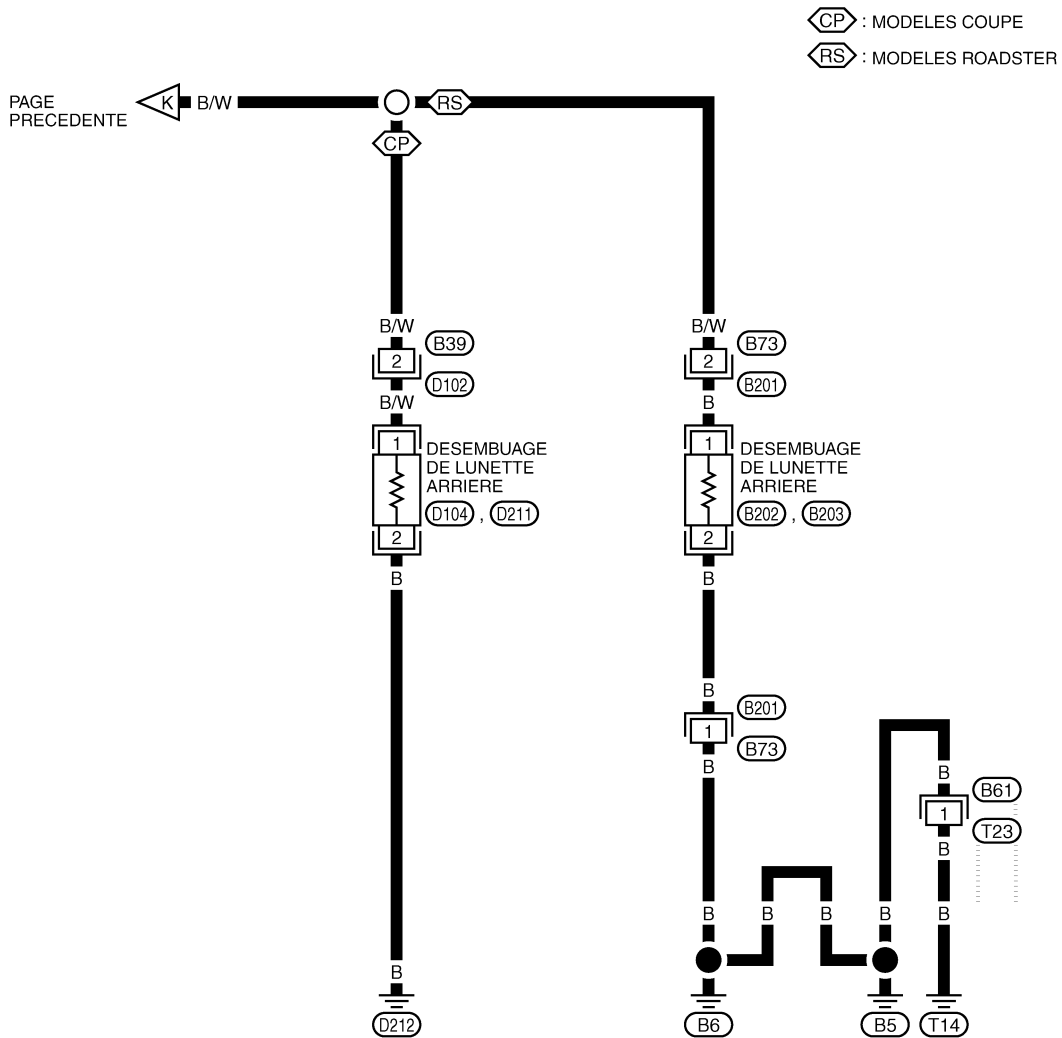 CP : MODELES COUPE
RS : MODELES ROADSTER
PAGE
PRECEDENTE
K
B/W
RS
CP
B/W
B39
2
D102
B/W
1
DESEMBUAGE
DE LUNETTE
ARRIERE
D104 , D211
2
B
B
D212
B/W
B73
2
B201
B
1
DESEMBUAGE
DE LUNETTE
ARRIERE
B202 , B203
2
B
B
B201
1
B73
B
B
B
B
B
B6
B5
B
B61
1
T23
B
B
T14